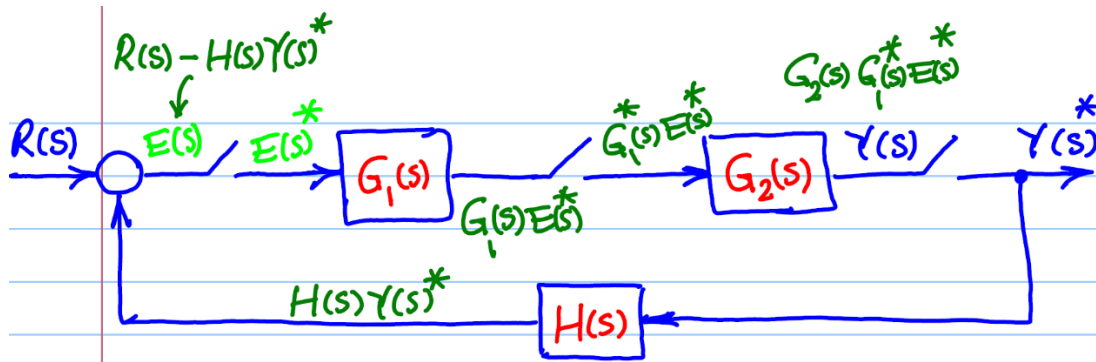 R(s) - H(s)Y(s)*
G₂(s) G₁(s)* E(s)*
R(s)
E(s)
E(s)*
G₁(s)
G₁(s)* E(s)*
G₂(s)
Y(s)
Y(s)*
G₁(s) E(s)*
H(s) Y(s)*
H(s)